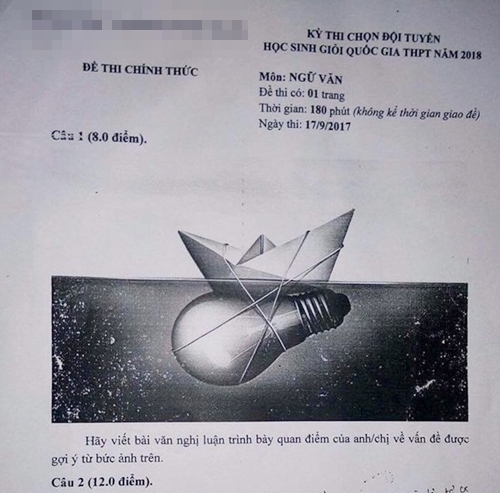 KỲ THI CHỌN ĐỘI TUYỂN
HỌC SINH GIỎI QUỐC GIA THPT NĂM 2018
ĐỀ THI CHÍNH THỨC
Môn: NGỮ VĂN
Đề thi có: 01 trang
Thời gian: 180 phút (không kể thời gian giao đề)
Ngày thi: 17/9/2017
Câu 1 (8.0 điểm).
Hãy viết bài văn nghị luận trình bày quan điểm của anh/chị về vấn đề được
gợi ý từ bức ảnh trên.
Câu 2 (12.0 điểm).